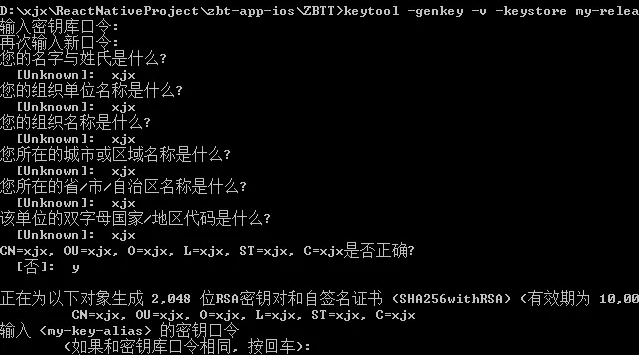 D:\xjx\ReactNativeProject\zbt-app-ios\ZBTT>keytool -genkey -v -keystore my-relea
输入密钥库口令:
再次输入新口令:
您的名字与姓氏是什么?
[Unknown]: xjx
您的组织单位名称是什么?
[Unknown]: xjx
您的组织名称是什么?
[Unknown]: xjx
您所在的城市或区域名称是什么?
[Unknown]: xjx
您所在的省/市/自治区名称是什么?
[Unknown]: xjx
该单位的双字母国家/地区代码是什么?
[Unknown]: xjx
CN=xjx, OU=xjx, O=xjx, L=xjx, ST=xjx, C=xjx是否正确?
[否]: y
正在为以下对象生成 2,048 位RSA密钥对和自签名证书 (SHA256withRSA) (有效期为 10,00
CN=xjx, OU=xjx, O=xjx, L=xjx, ST=xjx, C=xjx
输入 <my-key-alias> 的密钥口令
(如果和密钥库口令相同, 按回车):